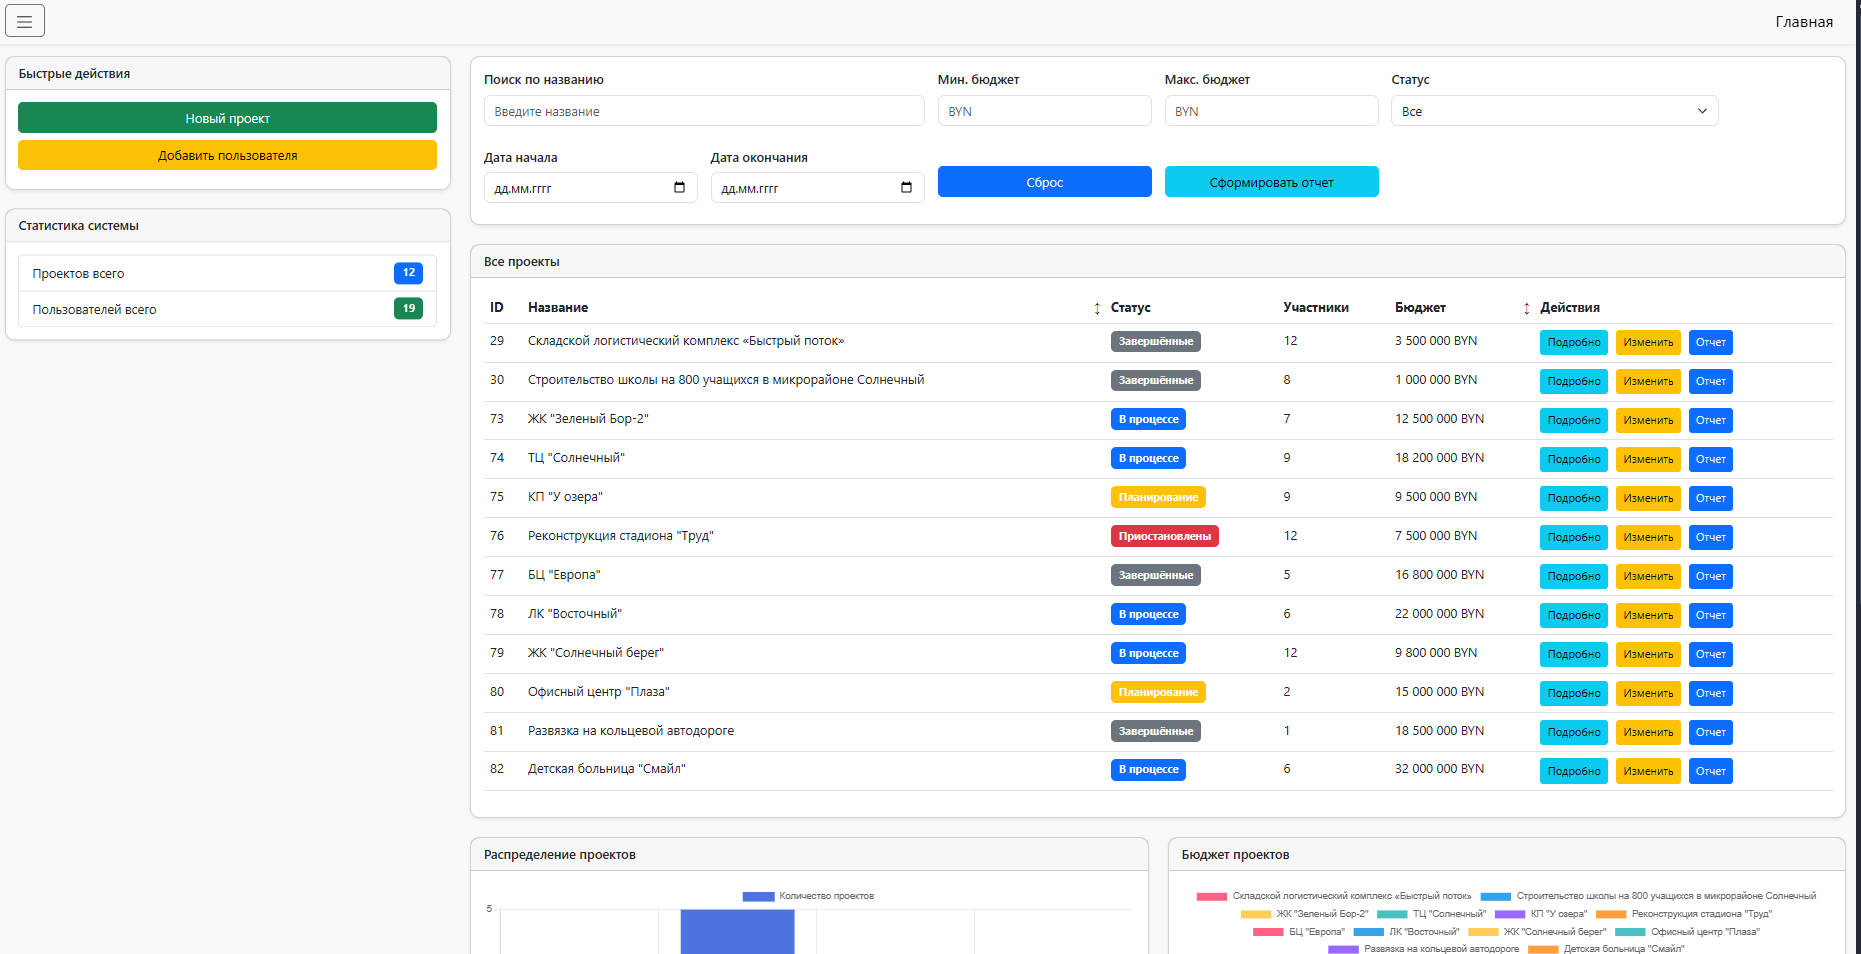 Главная
Быстрые действия
Новый проект
Добавить пользователя
Статистика системы
Проектов всего 12
Пользователей всего 19
Поиск по названию Мин. бюджет Макс. бюджет Статус
Введите название BYN BYN Все
Дата начала Дата окончания
дд.мм.гггг дд.мм.гггг Сброс Сформировать отчет
Все проекты
ID Название ↕ Статус Участники Бюджет ↕ Действия
29 Складской логистический комплекс «Быстрый поток» Завершённые 12 3 500 000 BYN Подробно Изменить Отчет
30 Строительство школы на 800 учащихся в микрорайоне Солнечный Завершённые 8 1 000 000 BYN Подробно Изменить Отчет
73 ЖК "Зеленый Бор-2" В процессе 7 12 500 000 BYN Подробно Изменить Отчет
74 ТЦ "Солнечный" В процессе 9 18 200 000 BYN Подробно Изменить Отчет
75 КП "У озера" Планирование 9 9 500 000 BYN Подробно Изменить Отчет
76 Реконструкция стадиона "Труд" Приостановлены 12 7 500 000 BYN Подробно Изменить Отчет
77 БЦ "Европа" Завершённые 5 16 800 000 BYN Подробно Изменить Отчет
78 ЛК "Восточный" В процессе 6 22 000 000 BYN Подробно Изменить Отчет
79 ЖК "Солнечный берег" В процессе 12 9 800 000 BYN Подробно Изменить Отчет
80 Офисный центр "Плаза" Планирование 2 15 000 000 BYN Подробно Изменить Отчет
81 Развязка на кольцевой автодороге Завершённые 1 18 500 000 BYN Подробно Изменить Отчет
82 Детская больница "Смайл" В процессе 6 32 000 000 BYN Подробно Изменить Отчет
Распределение проектов
Количество проектов
5
Бюджет проектов
Складской логистический комплекс «Быстрый поток» Строительство школы на 800 учащихся в микрорайоне Солнечный
ЖК "Зеленый Бор-2" ТЦ "Солнечный" КП "У озера" Реконструкция стадиона "Труд"
БЦ "Европа" ЛК "Восточный" ЖК "Солнечный берег" Офисный центр "Плаза"
Развязка на кольцевой автодороге Детская больница "Смайл"